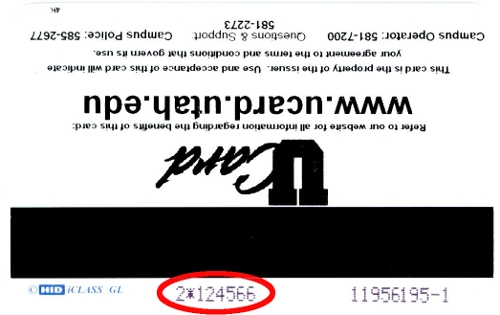 UCard
Refer to our website for all information regarding the benefits of this card:
www.ucard.utah.edu
This card is the property of the issuer. Use and acceptance of this card will indicate
your agreement to the terms and conditions that govern its use.
Campus Operator: 581-7200 Questions & Support: Campus Police: 585-2677
581-2273
© HID iCLASS GL 2*124566 11956195-1